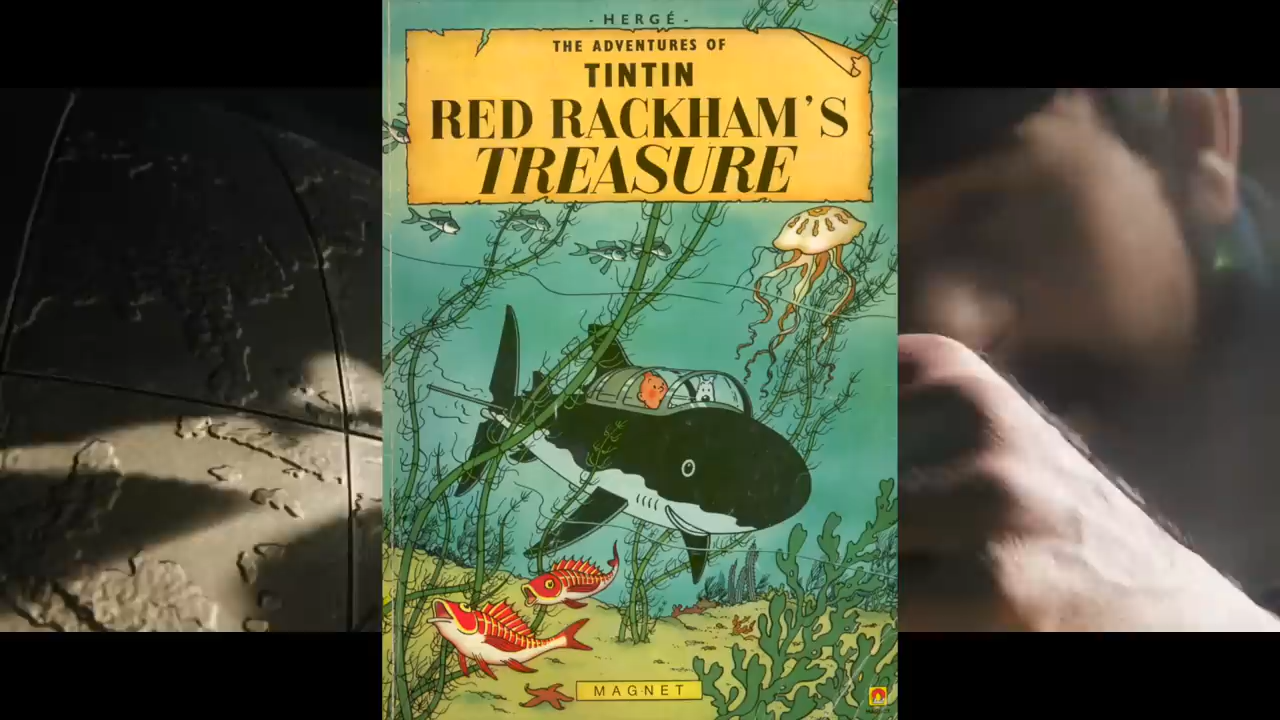 - HERGÉ -
THE ADVENTURES OF
TINTIN
RED RACKHAM'S
TREASURE
MAGNET